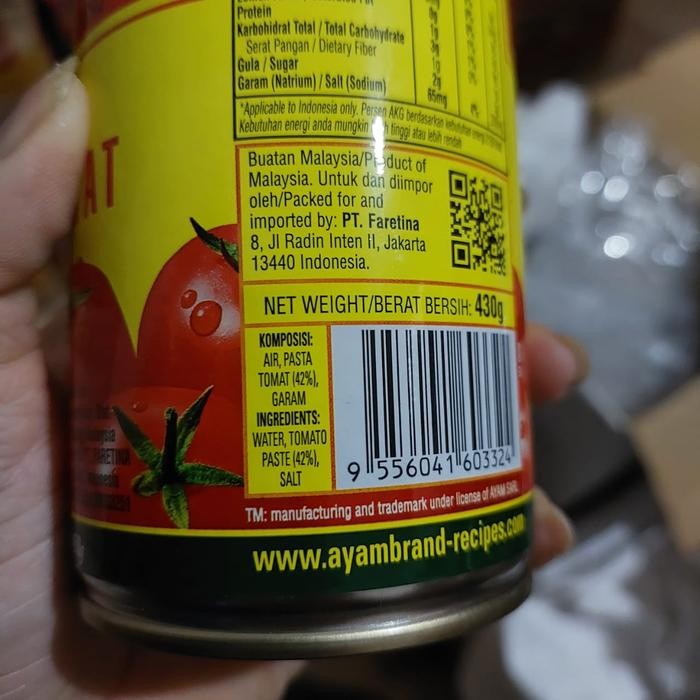 Protein
Karbohidrat Total / Total Carbohydrate
Serat Pangan / Dietary Fiber
Gula / Sugar
Garam (Natrium) / Salt (Sodium)
2g
65mg
*Applicable to Indonesia only. Persen AKG berdasarkan kebutuhan energi
Kebutuhan energi anda mungkin lebih tinggi atau lebih rendah
AT
Buatan Malaysia/Product of
Malaysia. Untuk dan diimpor
oleh/Packed for and
imported by: PT. Faretina
8, Jl Radin Inten II, Jakarta
13440 Indonesia.
NET WEIGHT/BERAT BERSIH: 430g
KOMPOSISI:
AIR, PASTA
TOMAT (42%),
GARAM
INGREDIENTS:
WATER, TOMATO
PASTE (42%),
SALT
9 556041 603324
FARETINA
TM: manufacturing and trademark under license of AYAM SARL
www.ayambrand-recipes.com